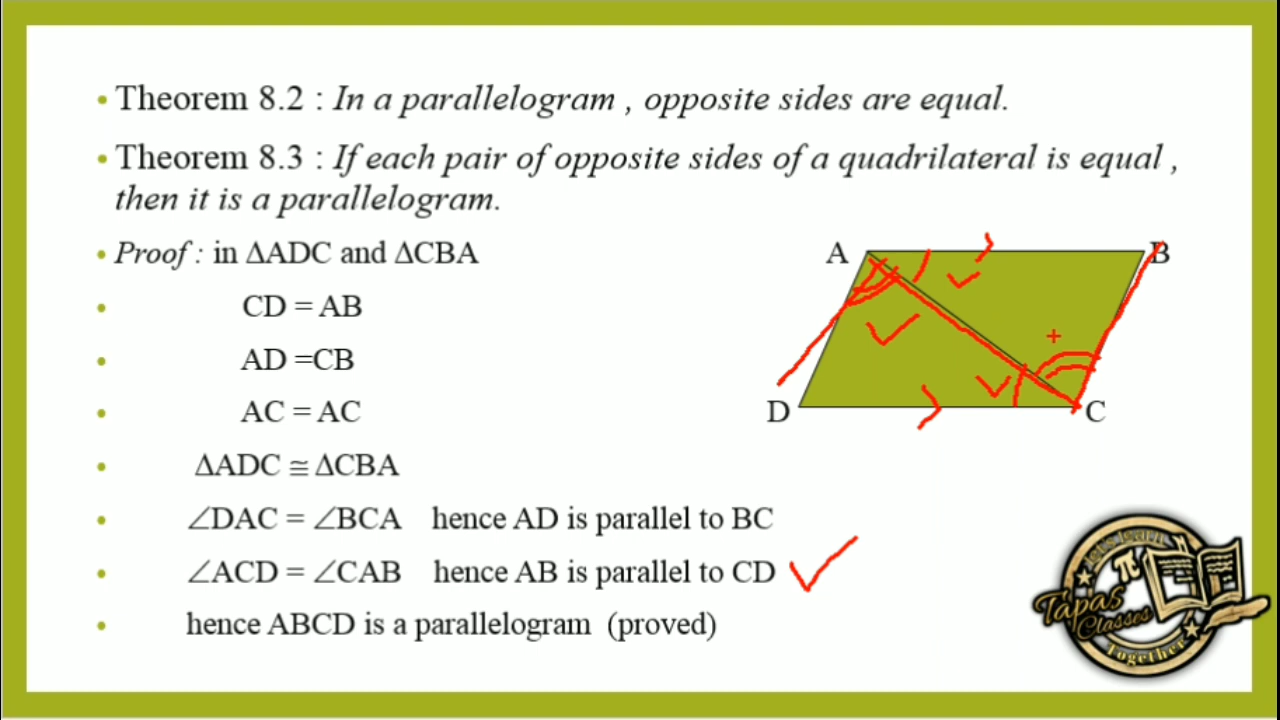 • Theorem 8.2 : In a parallelogram , opposite sides are equal.
• Theorem 8.3 : If each pair of opposite sides of a quadrilateral is equal ,
then it is a parallelogram.
• Proof : in ΔADC and ΔCBA
• CD = AB
• AD =CB
• AC = AC
• ΔADC ≅ ΔCBA
• ∠DAC = ∠BCA hence AD is parallel to BC
• ∠ACD = ∠CAB hence AB is parallel to CD
• hence ABCD is a parallelogram (proved)
A B
D C
Let's learn
π
Tapas
Classes
Together